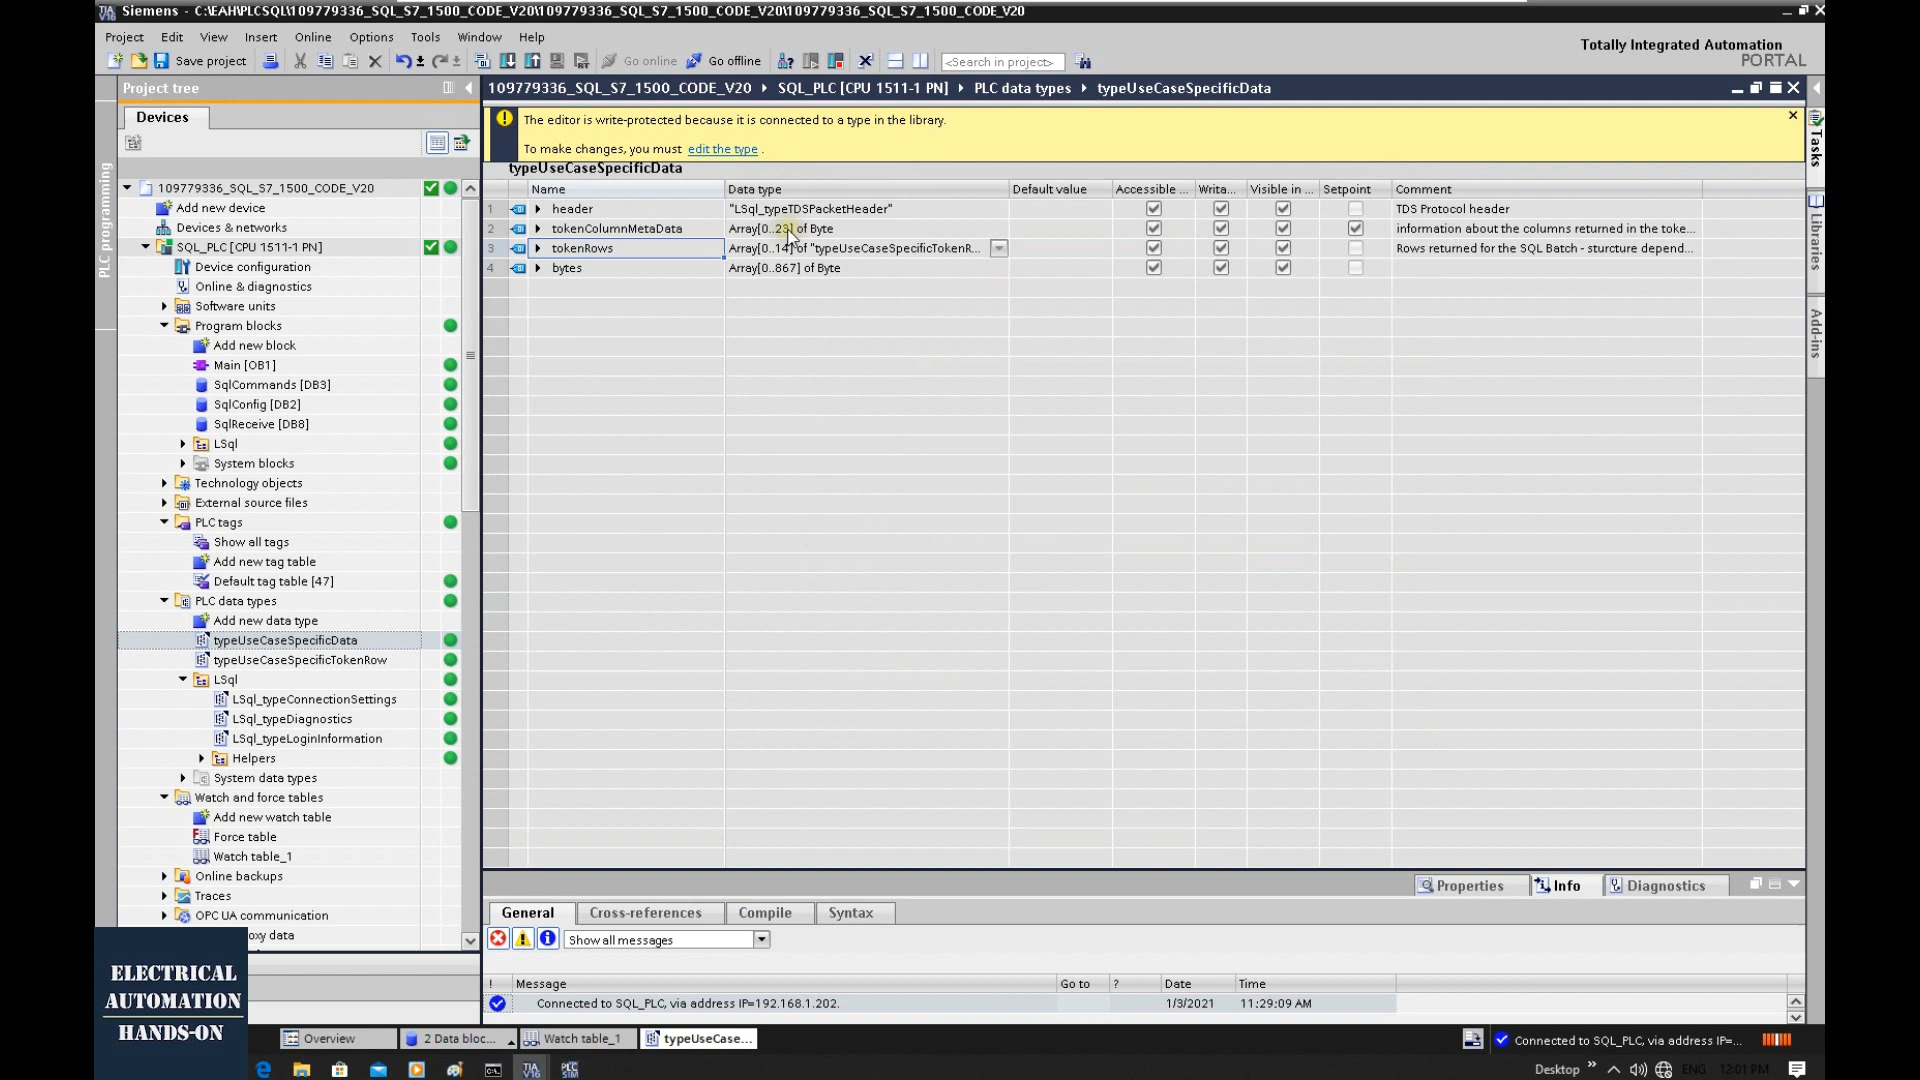 Siemens - C:\EAH\PLCSQL\109779336_SQL_S7_1500_CODE_V20\109779336_SQL_S7_1500_CODE_V20\109779336_SQL_S7_1500_CODE_V20
Project Edit View Insert Online Options Tools Window Help
Totally Integrated Automation
PORTAL
Save project
Go online
Go offline
<Search in project>
Project tree
109779336_SQL_S7_1500_CODE_V20 SQL_PLC [CPU 1511-1 PN] PLC data types typeUseCaseSpecificData
Devices
The editor is write-protected because it is connected to a type in the library.
To make changes, you must edit the type .
typeUseCaseSpecificData
Name Data type Default value Accessible ... Writa... Visible in ... Setpoint Comment
1 header "LSql_typeTDSPacketHeader" TDS Protocol header
2 tokenColumnMetaData Array[0..23] of Byte information about the columns returned in the toke...
3 tokenRows Array[0..14] of "typeUseCaseSpecificTokenR... Rows returned for the SQL Batch - sturcture depend...
4 bytes Array[0..867] of Byte
PLC programming
109779336_SQL_S7_1500_CODE_V20
Add new device
Devices & networks
SQL_PLC [CPU 1511-1 PN]
Device configuration
Online & diagnostics
Software units
Program blocks
Add new block
Main [OB1]
SqlCommands [DB3]
SqlConfig [DB2]
SqlReceive [DB8]
LSql
System blocks
Technology objects
External source files
PLC tags
Show all tags
Add new tag table
Default tag table [47]
PLC data types
Add new data type
typeUseCaseSpecificData
typeUseCaseSpecificTokenRow
LSql
LSql_typeConnectionSettings
LSql_typeDiagnostics
LSql_typeLoginInformation
Helpers
System data types
Watch and force tables
Add new watch table
Force table
Watch table_1
Online backups
Traces
OPC UA communication
oxy data
Tasks
Libraries
Add-ins
Properties Info Diagnostics
General Cross-references Compile Syntax
Show all messages
! Message Go to ? Date Time
Connected to SQL_PLC, via address IP=192.168.1.202. 1/3/2021 11:29:09 AM
ELECTRICAL
AUTOMATION
HANDS-ON
Overview 2 Data bloc... Watch table_1 typeUseCase...
Connected to SQL_PLC, via address IP=...
Desktop ENG 12:01 PM